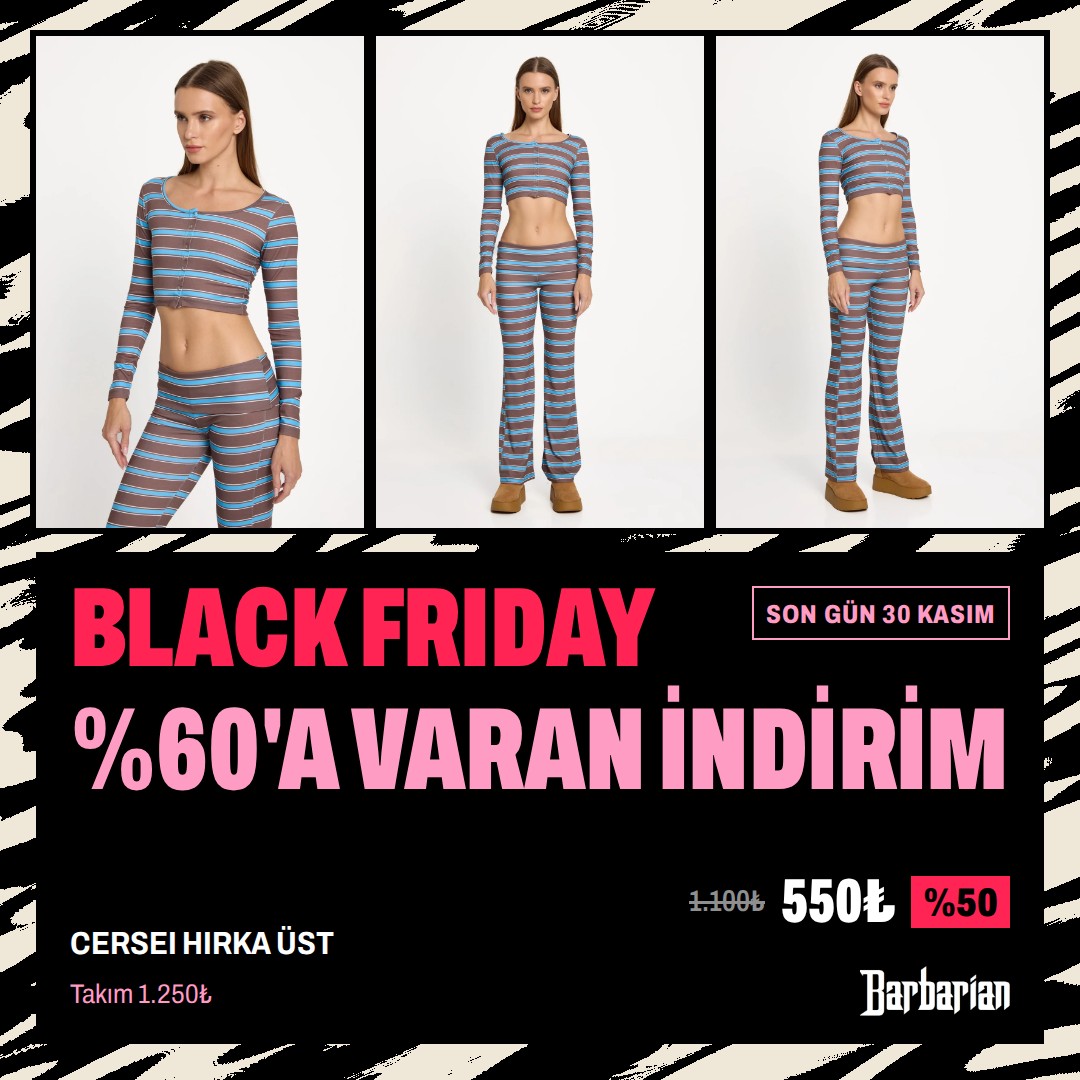 BLACK FRIDAY
SON GÜN 30 KASIM
%60'A VARAN İNDİRİM
1.100₺ 550₺ %50
CERSEI HIRKA ÜST
Takım 1.250₺
Barbarian